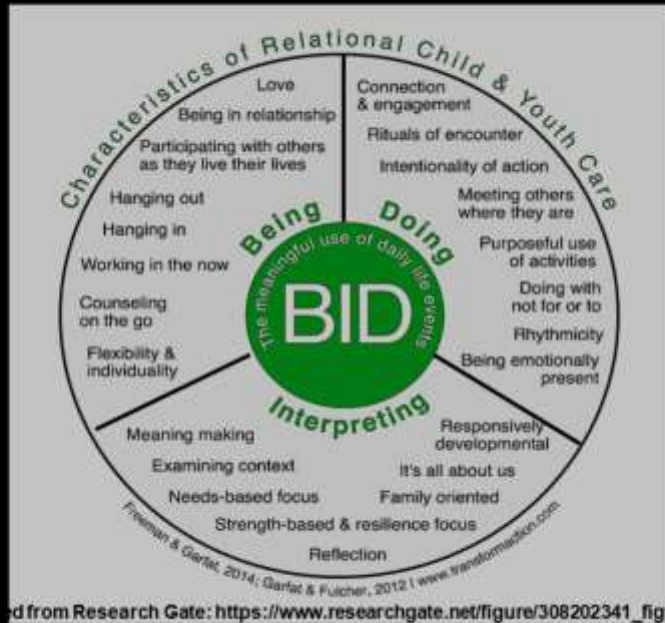 Characteristics of Relational Child & Youth Care
Love
Being in relationship
Participating with others
as they live their lives
Hanging out
Hanging in
Working in the now
Counseling
on the go
Flexibility &
individuality
Connection
& engagement
Rituals of encounter
Intentionality of action
Meeting others
where they are
Purposeful use
of activities
Doing with
not for or to
Rhythmicity
Being emotionally
present
Being
Doing
Interpreting
The meaningful use of daily life events
BID
Meaning making
Examining context
Needs-based focus
Strength-based & resilience focus
Reflection
Responsively
developmental
It's all about us
Family oriented
Freeman & Garfat, 2014; Garfat & Fulcher, 2012 | www.transformaction.com
ed from Research Gate: https://www.researchgate.net/figure/308202341_fig